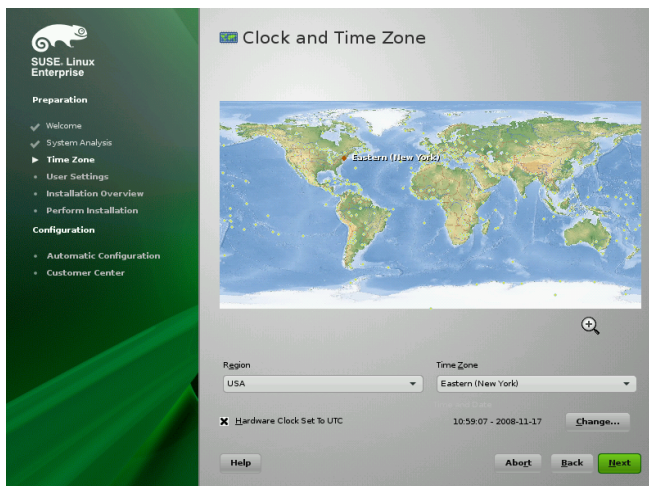 SUSE. Linux
Enterprise
Preparation
Welcome
System Analysis
Time Zone
User Settings
Installation Overview
Perform Installation
Configuration
Automatic Configuration
Customer Center
Clock and Time Zone
Eastern (New York)
Region
Time Zone
USA
Eastern (New York)
Hardware Clock Set To UTC
10:59:07 - 2008-11-17
Change...
Help
Abort
Back
Next